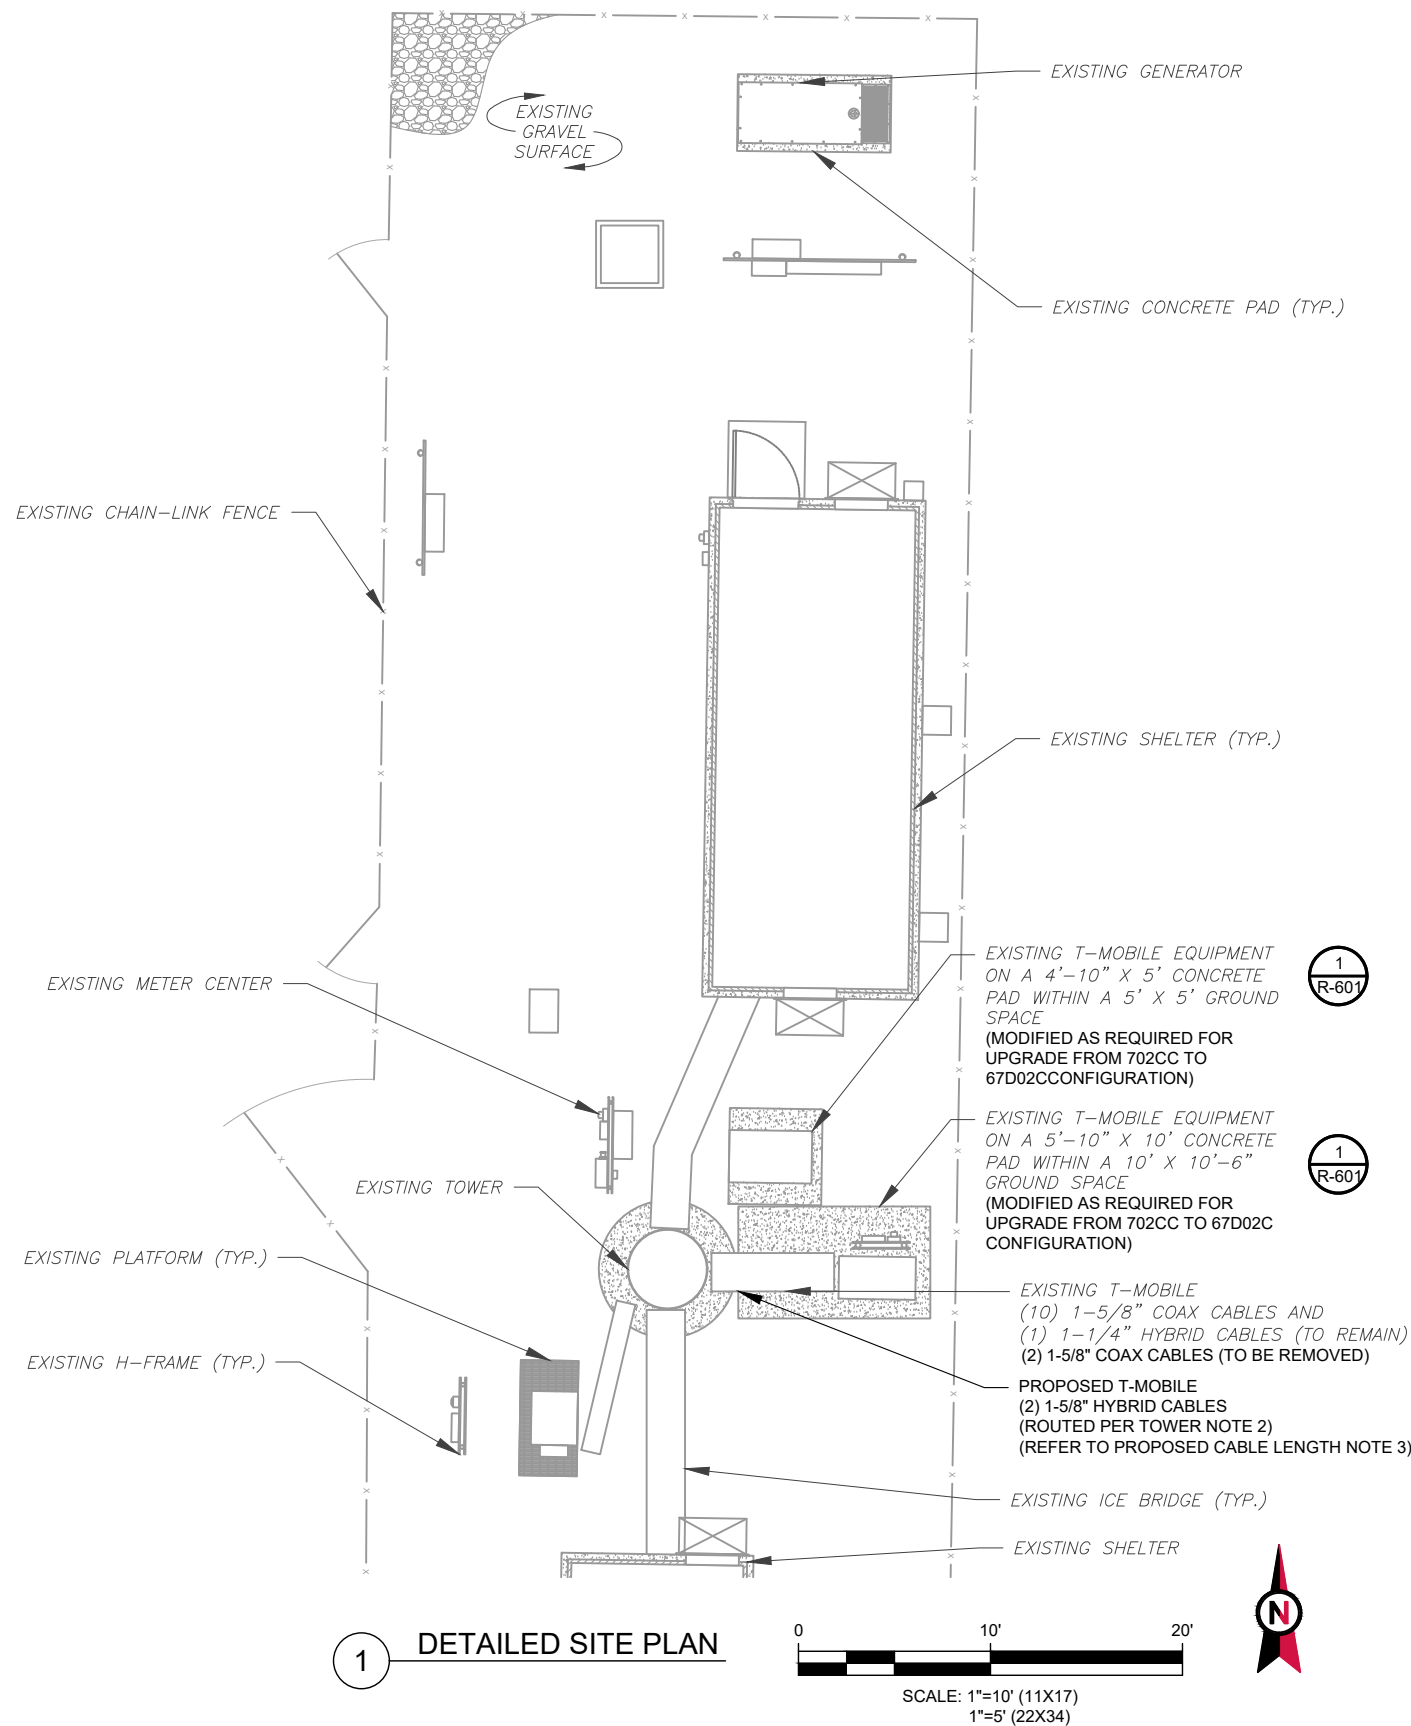 EXISTING GENERATOR
EXISTING
GRAVEL
SURFACE
EXISTING CONCRETE PAD (TYP.)
EXISTING CHAIN-LINK FENCE
EXISTING SHELTER (TYP.)
EXISTING METER CENTER
EXISTING T-MOBILE EQUIPMENT
ON A 4'-10" X 5' CONCRETE
PAD WITHIN A 5' X 5' GROUND
SPACE
(MODIFIED AS REQUIRED FOR
UPGRADE FROM 702CC TO
67D02CCONFIGURATION)
1
R-601
EXISTING T-MOBILE EQUIPMENT
ON A 5'-10" X 10' CONCRETE
PAD WITHIN A 10' X 10'-6"
GROUND SPACE
(MODIFIED AS REQUIRED FOR
UPGRADE FROM 702CC TO 67D02C
CONFIGURATION)
1
R-601
EXISTING TOWER
EXISTING PLATFORM (TYP.)
EXISTING T-MOBILE
(10) 1-5/8" COAX CABLES AND
(1) 1-1/4" HYBRID CABLES (TO REMAIN)
(2) 1-5/8" COAX CABLES (TO BE REMOVED)
EXISTING H-FRAME (TYP.)
PROPOSED T-MOBILE
(2) 1-5/8" HYBRID CABLES
(ROUTED PER TOWER NOTE 2)
(REFER TO PROPOSED CABLE LENGTH NOTE 3)
EXISTING ICE BRIDGE (TYP.)
EXISTING SHELTER
1 DETAILED SITE PLAN
0 10' 20'
SCALE: 1"=10' (11X17)
1"=5' (22X34)
N